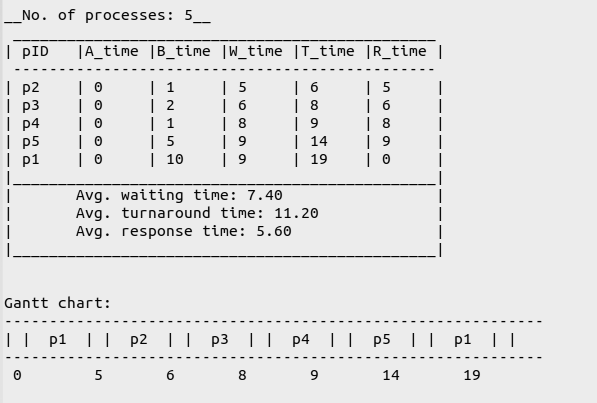 __No. of processes: 5__
_______________________________________________
| pID   |A_time |B_time |W_time |T_time |R_time |
-----------------------------------------------
| p2    | 0     | 1     | 5     | 6     | 5     |
| p3    | 0     | 2     | 6     | 8     | 6     |
| p4    | 0     | 1     | 8     | 9     | 8     |
| p5    | 0     | 5     | 9     | 14    | 9     |
| p1    | 0     | 10    | 9     | 19    | 0     |
|_______________________________________________|
|       Avg. waiting time: 7.40                 |
|       Avg. turnaround time: 11.20             |
|       Avg. response time: 5.60                |
|_______________________________________________|
Gantt chart:
------------------------------------------------------------
| |  p1  | |  p2  | |  p3  | |  p4  | |  p5  | |  p1  | |
------------------------------------------------------------
0        5       6       8       9       14       19